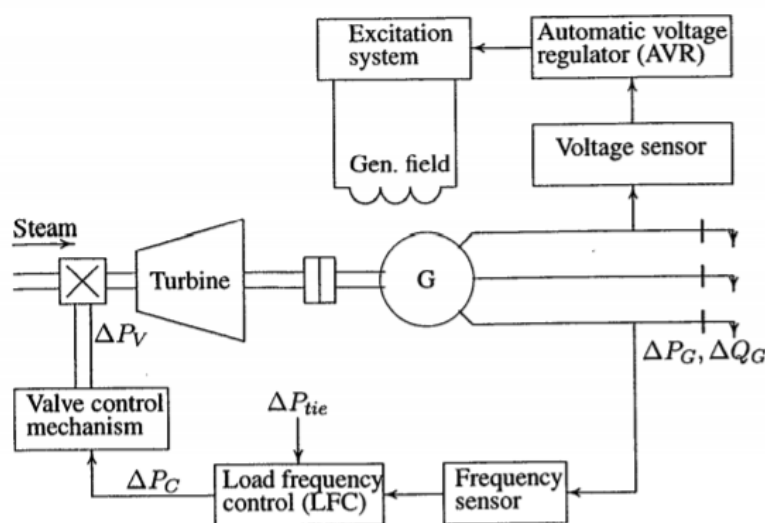 Excitation
system
Automatic voltage
regulator (AVR)
Gen. field
Voltage sensor
Steam
Turbine
G
ΔP_V
ΔP_G, ΔQ_G
Valve control
mechanism
ΔP_tie
ΔP_C
Load frequency
control (LFC)
Frequency
sensor